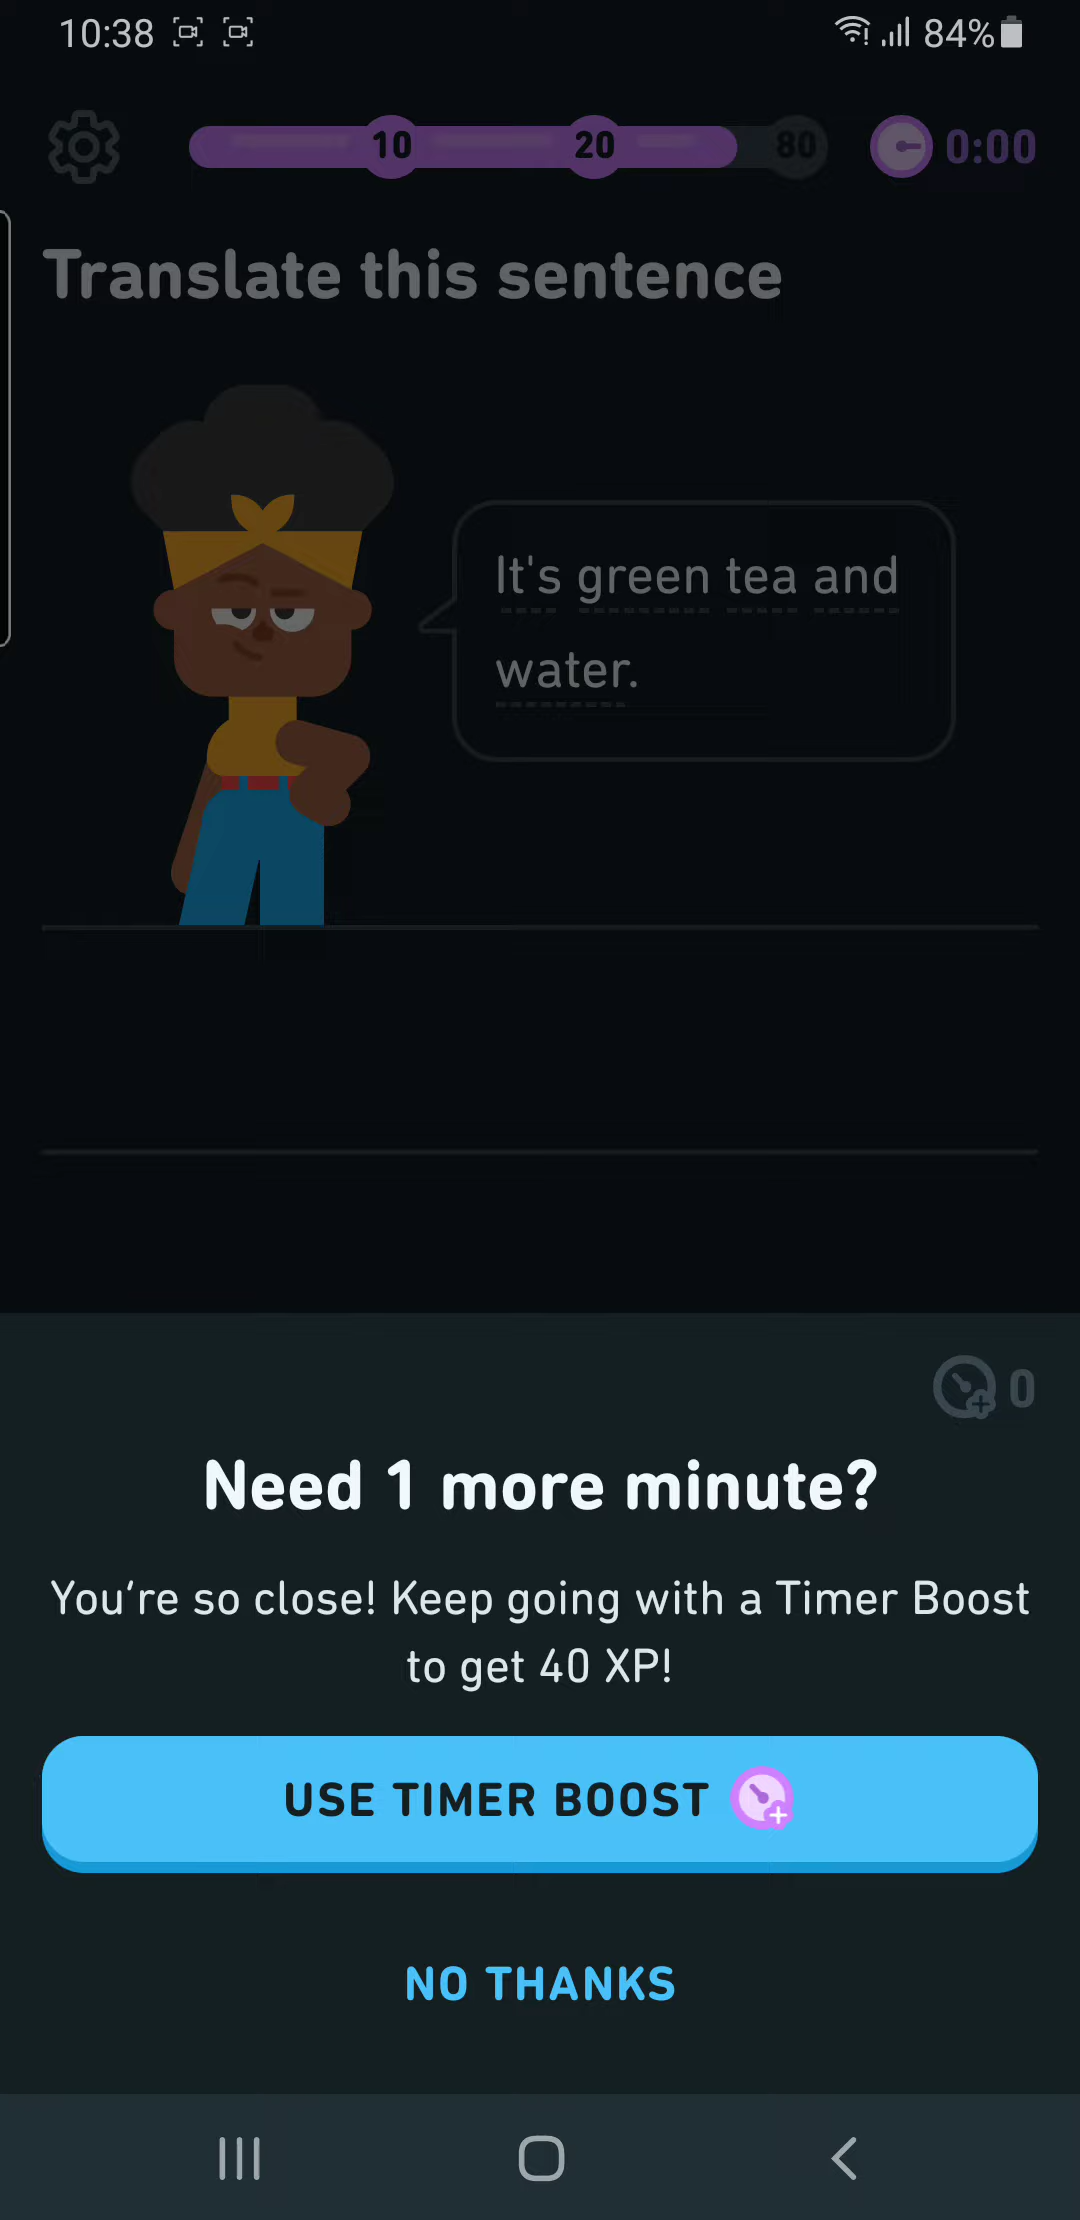 10:38
84%
10 20 80 0:00
Translate this sentence
It's green tea and
water.
0
Need 1 more minute?
You’re so close! Keep going with a Timer Boost
to get 40 XP!
USE TIMER BOOST
NO THANKS